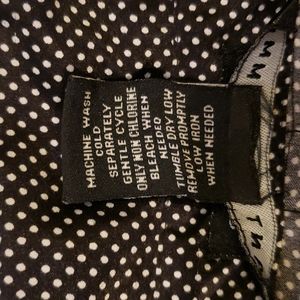 MACHINE WASH
COLD
SEPARATELY
GENTLE CYCLE
ONLY NON CHLORINE
BLEACH WHEN
NEEDED
TUMBLE DRY LOW
REMOVE PROMPTLY
LOW IRON
WHEN NEEDED